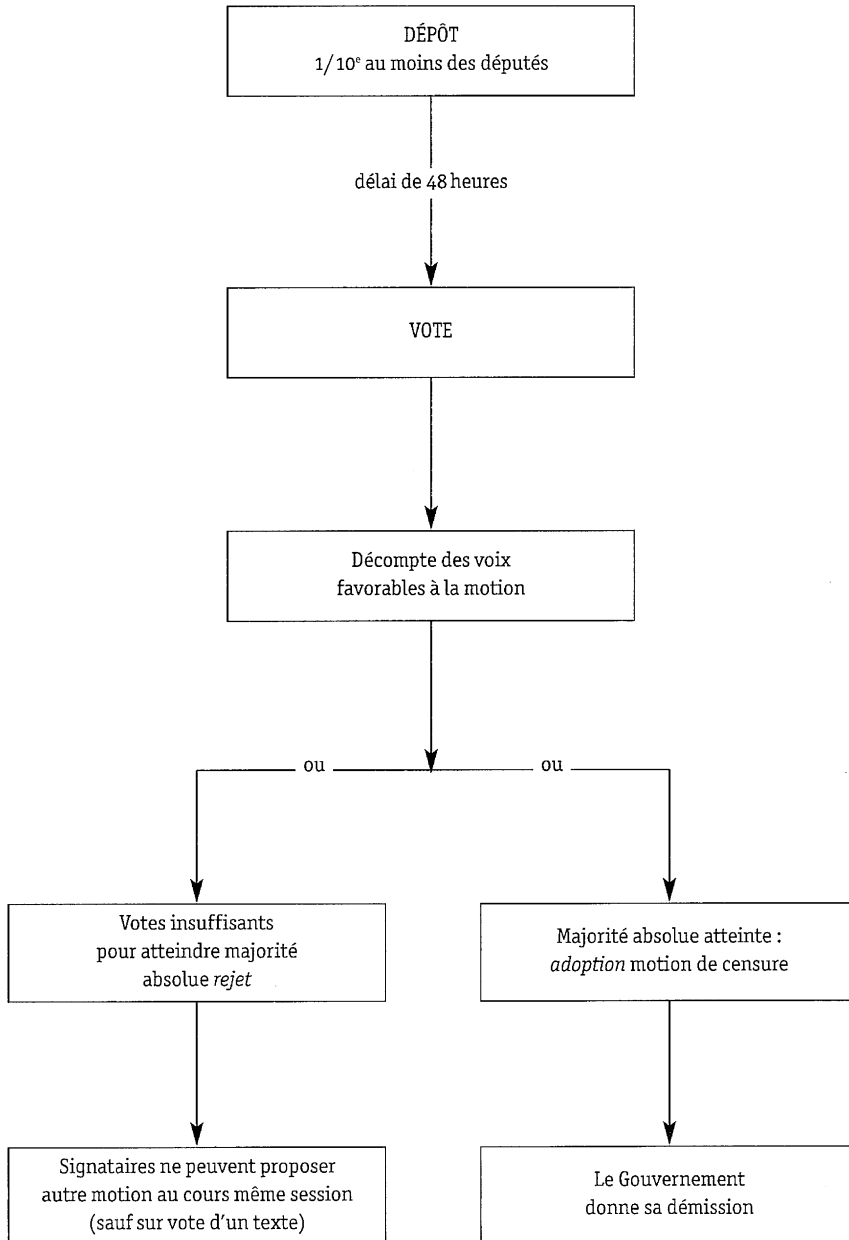 DÉPÔT
1/10e au moins des députés
délai de 48 heures
VOTE
Décompte des voix
favorables à la motion
ou
ou
Votes insuffisants
pour atteindre majorité
absolue rejet
Majorité absolue atteinte :
adoption motion de censure
Signataires ne peuvent proposer
autre motion au cours même session
(sauf sur vote d'un texte)
Le Gouvernement
donne sa démission